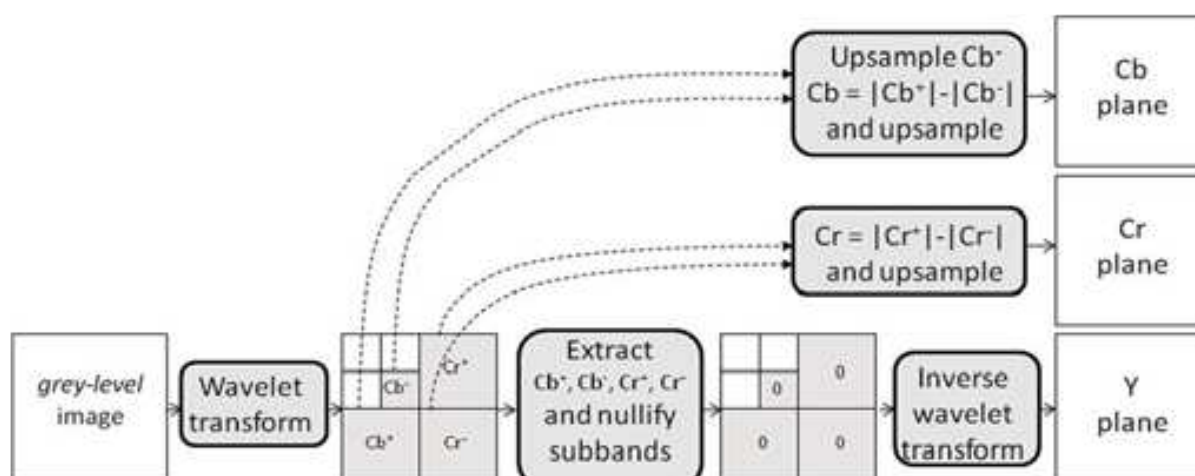 Upsample Cb⁻
Cb = |Cb⁺|-|Cb⁻|
and upsample
Cb
plane
Cr = |Cr⁺|-|Cr⁻|
and upsample
Cr
plane
grey-level
image
Wavelet
transform
Cr⁺
Cb⁻
Cb⁺
Cr⁻
Extract
Cb⁺, Cb⁻, Cr⁺, Cr⁻
and nullify
subbands
0
0
0
0
Inverse
wavelet
transform
Y
plane